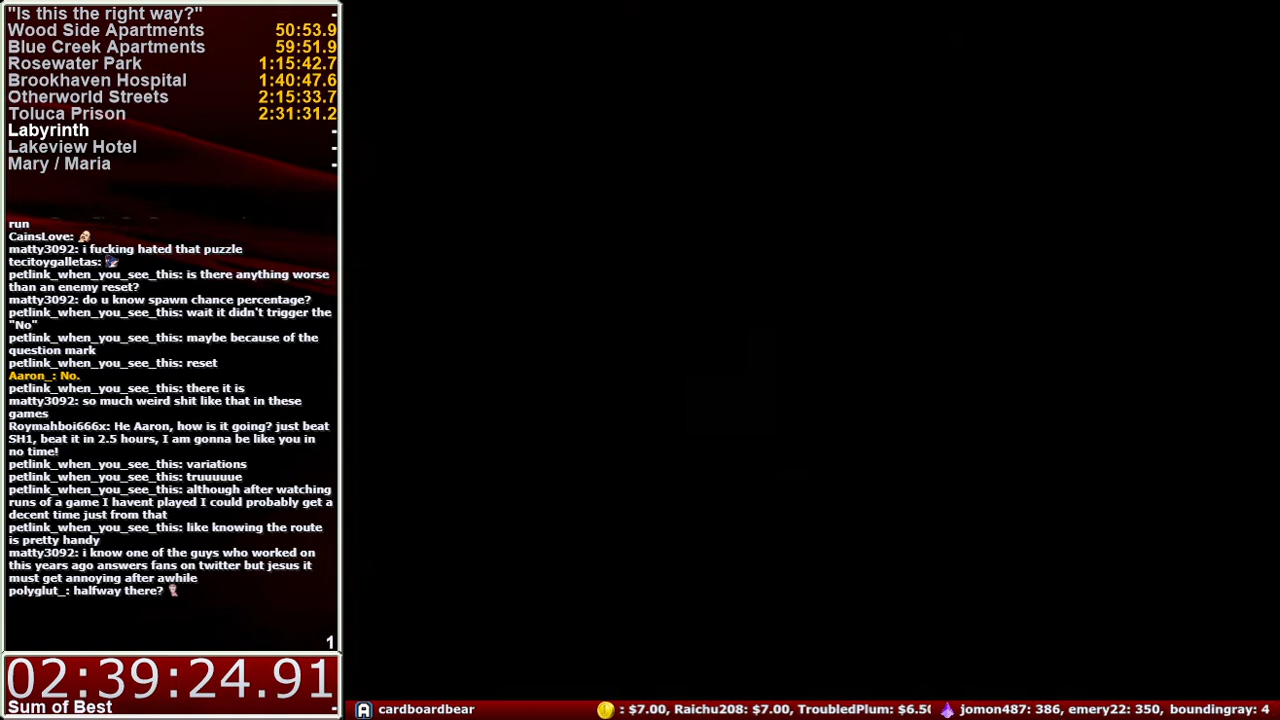 "Is this the right way?" -
Wood Side Apartments 50:53.9
Blue Creek Apartments 59:51.9
Rosewater Park 1:15:42.7
Brookhaven Hospital 1:40:47.6
Otherworld Streets 2:15:33.7
Toluca Prison 2:31:31.2
Labyrinth -
Lakeview Hotel -
Mary / Maria -
run
CainsLove:
matty3092: i fucking hated that puzzle
tecitoygalletas:
petlink_when_you_see_this: is there anything worse
than an enemy reset?
matty3092: do u know spawn chance percentage?
petlink_when_you_see_this: wait it didn't trigger the
"No"
petlink_when_you_see_this: maybe because of the
question mark
petlink_when_you_see_this: reset
Aaron_: No.
petlink_when_you_see_this: there it is
matty3092: so much weird shit like that in these
games
Roymahboi666x: He Aaron, how is it going? just beat
SH1, beat it in 2.5 hours, I am gonna be like you in
no time!
petlink_when_you_see_this: variations
petlink_when_you_see_this: truuuuue
petlink_when_you_see_this: although after watching
runs of a game I havent played I could probably get a
decent time just from that
petlink_when_you_see_this: like knowing the route
is pretty handy
matty3092: i know one of the guys who worked on
this years ago answers fans on twitter but jesus it
must get annoying after awhile
polyglut_: halfway there?
1
02:39:24.91
Sum of Best -
cardboardbear : $7.00, Raichu208: $7.00, TroubledPlum: $6.50 jomon487: 386, emery22: 350, boundingray: 4